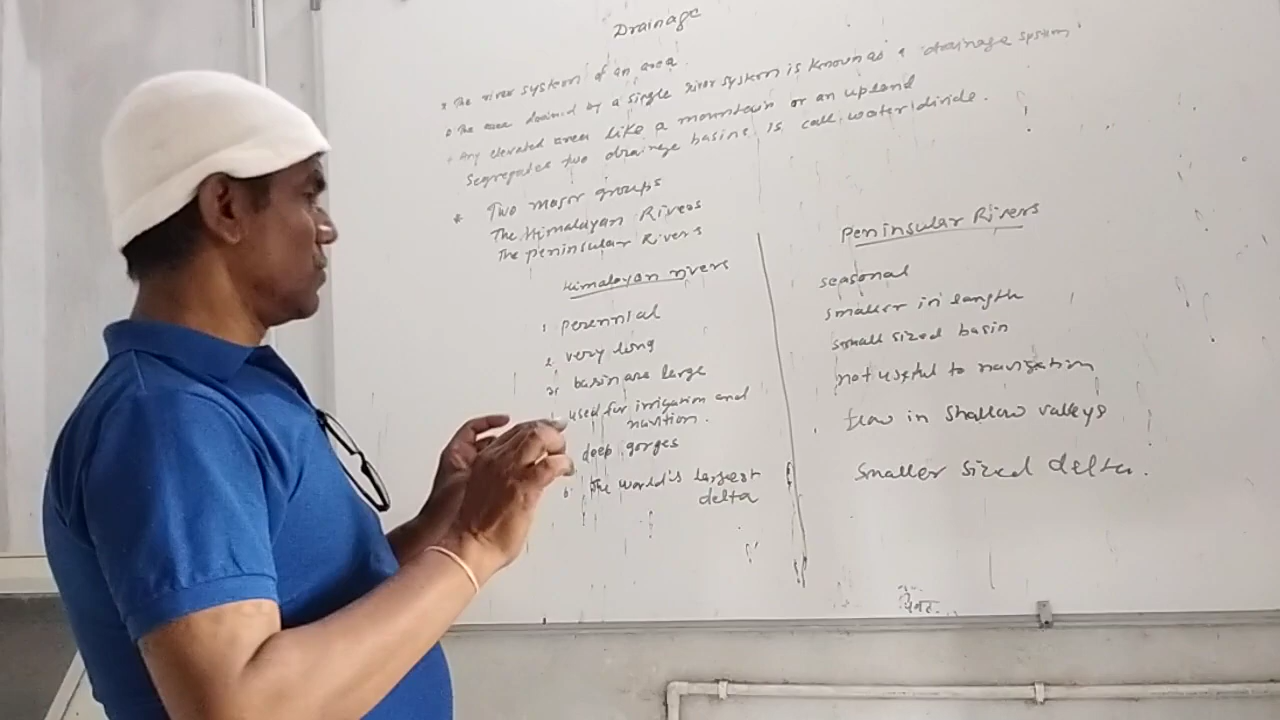 Drainage
* The river system of an area.
o The area drained by a single river system is known as a drainage system
+ Any elevated area like a mountain or an upland
segregates two drainage basins is call water divide.
* Two major groups
The Himalayan Rivers
The peninsular Rivers
Himalayan rivers
1 perennial
2. very long
3. basin are large
used for irrigation and
navition.
deep gorges
6. The world's largest
delta
Peninsular Rivers
seasonal
smaller in length
small sized basin
not useful to navigation
flow in shallow valleys
smaller sized delta.